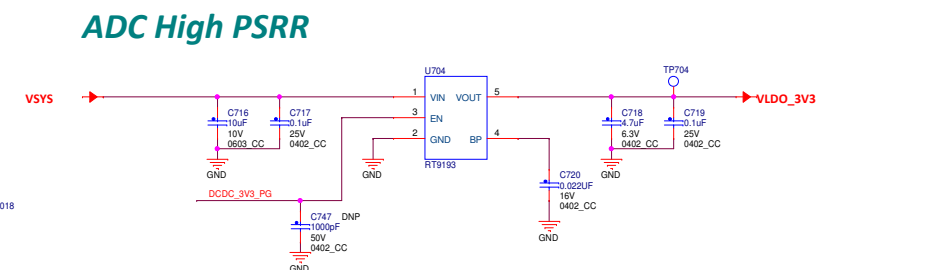 ADC High PSRR
U704
TP704
VSYS
1 VIN VOUT 5
VLDO_3V3
C716
10uF
10V
0603_CC
C717
0.1uF
25V
0402_CC
3 EN
2 GND BP 4
RT9193
C718
4.7uF
6.3V
0402_CC
C719
0.1uF
25V
0402_CC
GND
GND
GND
C720
0.022UF
16V
0402_CC
GND
DCDC_3V3_PG
018
C747 DNP
1000pF
50V
0402_CC
GND